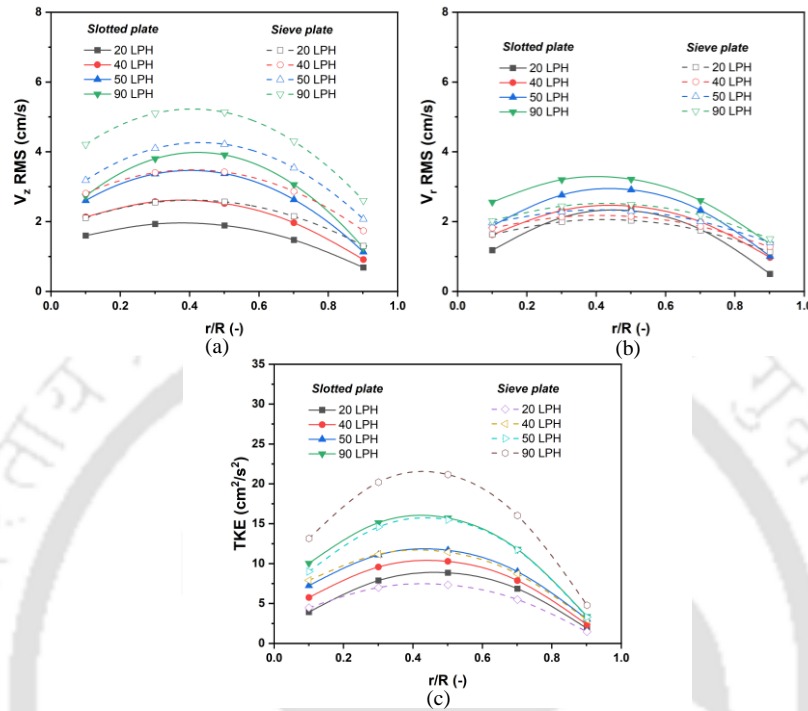 8
6
4
2
0
V_z RMS (cm/s)
Slotted plate
20 LPH
40 LPH
50 LPH
90 LPH
Sieve plate
20 LPH
40 LPH
50 LPH
90 LPH
0.0 0.2 0.4 0.6 0.8 1.0
r/R (-)
(a)
8
6
4
2
0
V_r RMS (cm/s)
Slotted plate
20 LPH
40 LPH
50 LPH
90 LPH
Sieve plate
20 LPH
40 LPH
50 LPH
90 LPH
0.0 0.2 0.4 0.6 0.8 1.0
r/R (-)
(b)
35
30
25
20
15
10
5
0
TKE (cm²/s²)
Slotted plate
20 LPH
40 LPH
50 LPH
90 LPH
Sieve plate
20 LPH
40 LPH
50 LPH
90 LPH
0.0 0.2 0.4 0.6 0.8 1.0
r/R (-)
(c)